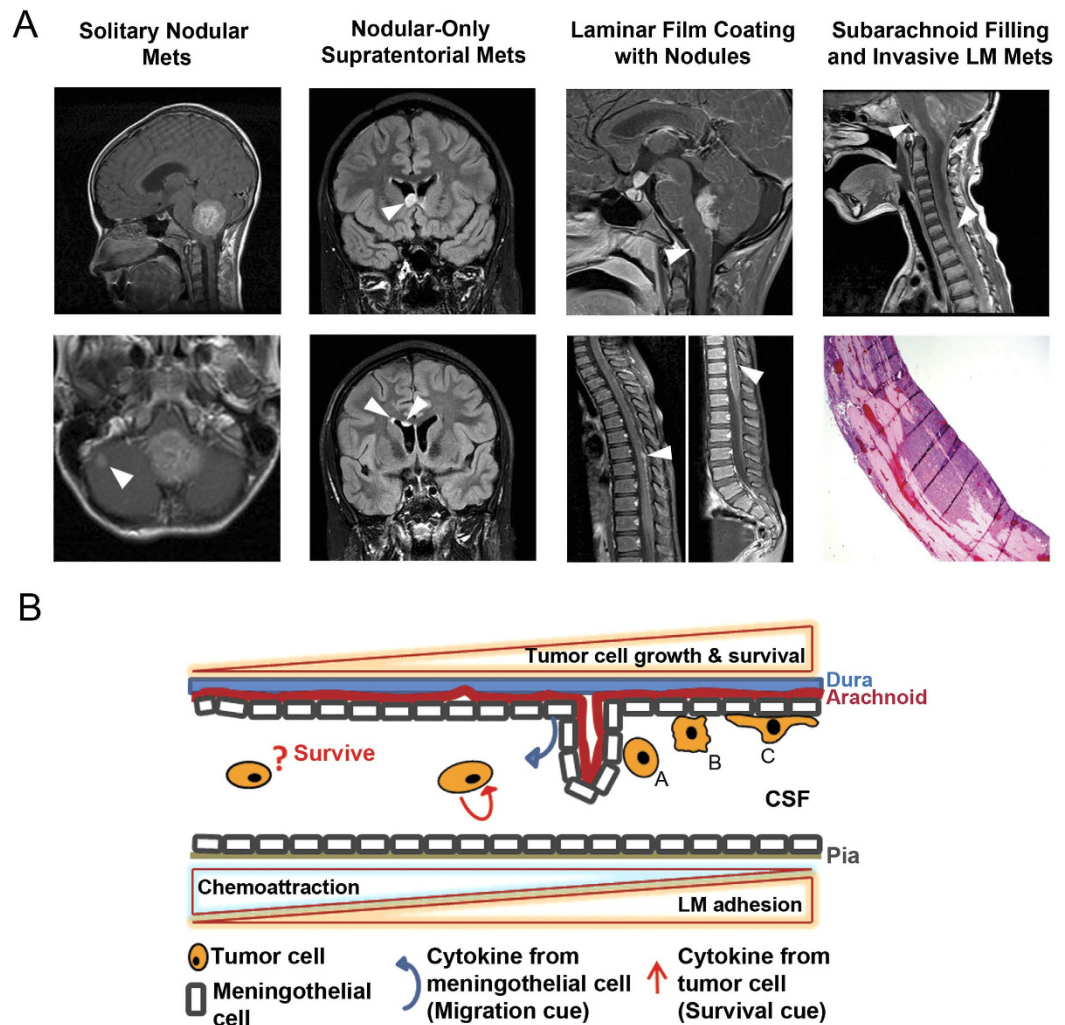 A
Solitary Nodular
Mets
Nodular-Only
Supratentorial Mets
Laminar Film Coating
with Nodules
Subarachnoid Filling
and Invasive LM Mets
B
Tumor cell growth & survival
Dura
Arachnoid
? Survive
A
B
C
CSF
Pia
Chemoattraction
LM adhesion
Tumor cell
Meningothelial
cell
Cytokine from
meningothelial cell
(Migration cue)
Cytokine from
tumor cell
(Survival cue)